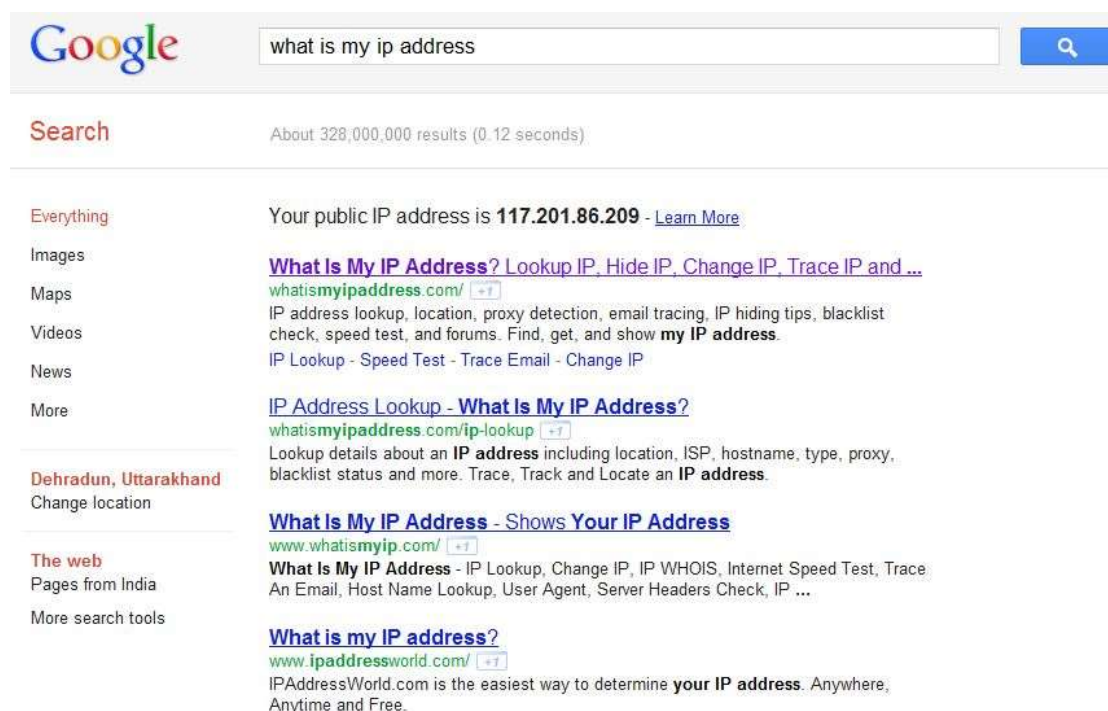 Google
what is my ip address
Search
About 328,000,000 results (0.12 seconds)
Everything
Images
Maps
Videos
News
More
Dehradun, Uttarakhand
Change location
The web
Pages from India
More search tools
Your public IP address is 117.201.86.209 - Learn More
What Is My IP Address? Lookup IP, Hide IP, Change IP, Trace IP and ...
whatismyipaddress.com/ +1
IP address lookup, location, proxy detection, email tracing, IP hiding tips, blacklist
check, speed test, and forums. Find, get, and show my IP address.
IP Lookup - Speed Test - Trace Email - Change IP
IP Address Lookup - What Is My IP Address?
whatismyipaddress.com/ip-lookup +1
Lookup details about an IP address including location, ISP, hostname, type, proxy,
blacklist status and more. Trace, Track and Locate an IP address.
What Is My IP Address - Shows Your IP Address
www.whatismyip.com/ +1
What Is My IP Address - IP Lookup, Change IP, IP WHOIS, Internet Speed Test, Trace
An Email, Host Name Lookup, User Agent, Server Headers Check, IP ...
What is my IP address?
www.ipaddressworld.com/ +1
IPAddressWorld.com is the easiest way to determine your IP address. Anywhere,
Anytime and Free.